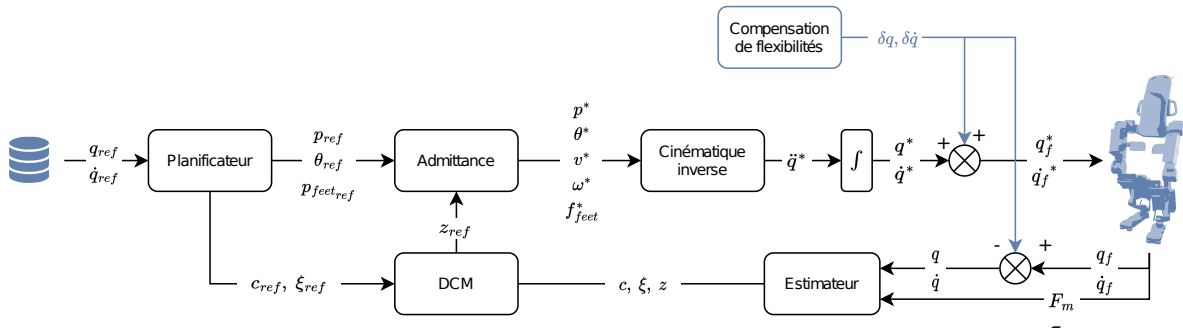 Compensation
de flexibilités
δq, δq̇
q_ref
q̇_ref
Planificateur
p_ref
θ_ref
p_feet_ref
Admittance
p*
θ*
v*
ω*
f*_feet
Cinématique
inverse
q̈*
∫
q*
q̇*
+ +
q*_f
q̇_f*
z_ref
c_ref, ξ_ref
DCM
c, ξ, z
Estimateur
q
q̇
- +
q_f
q̇_f
F_m